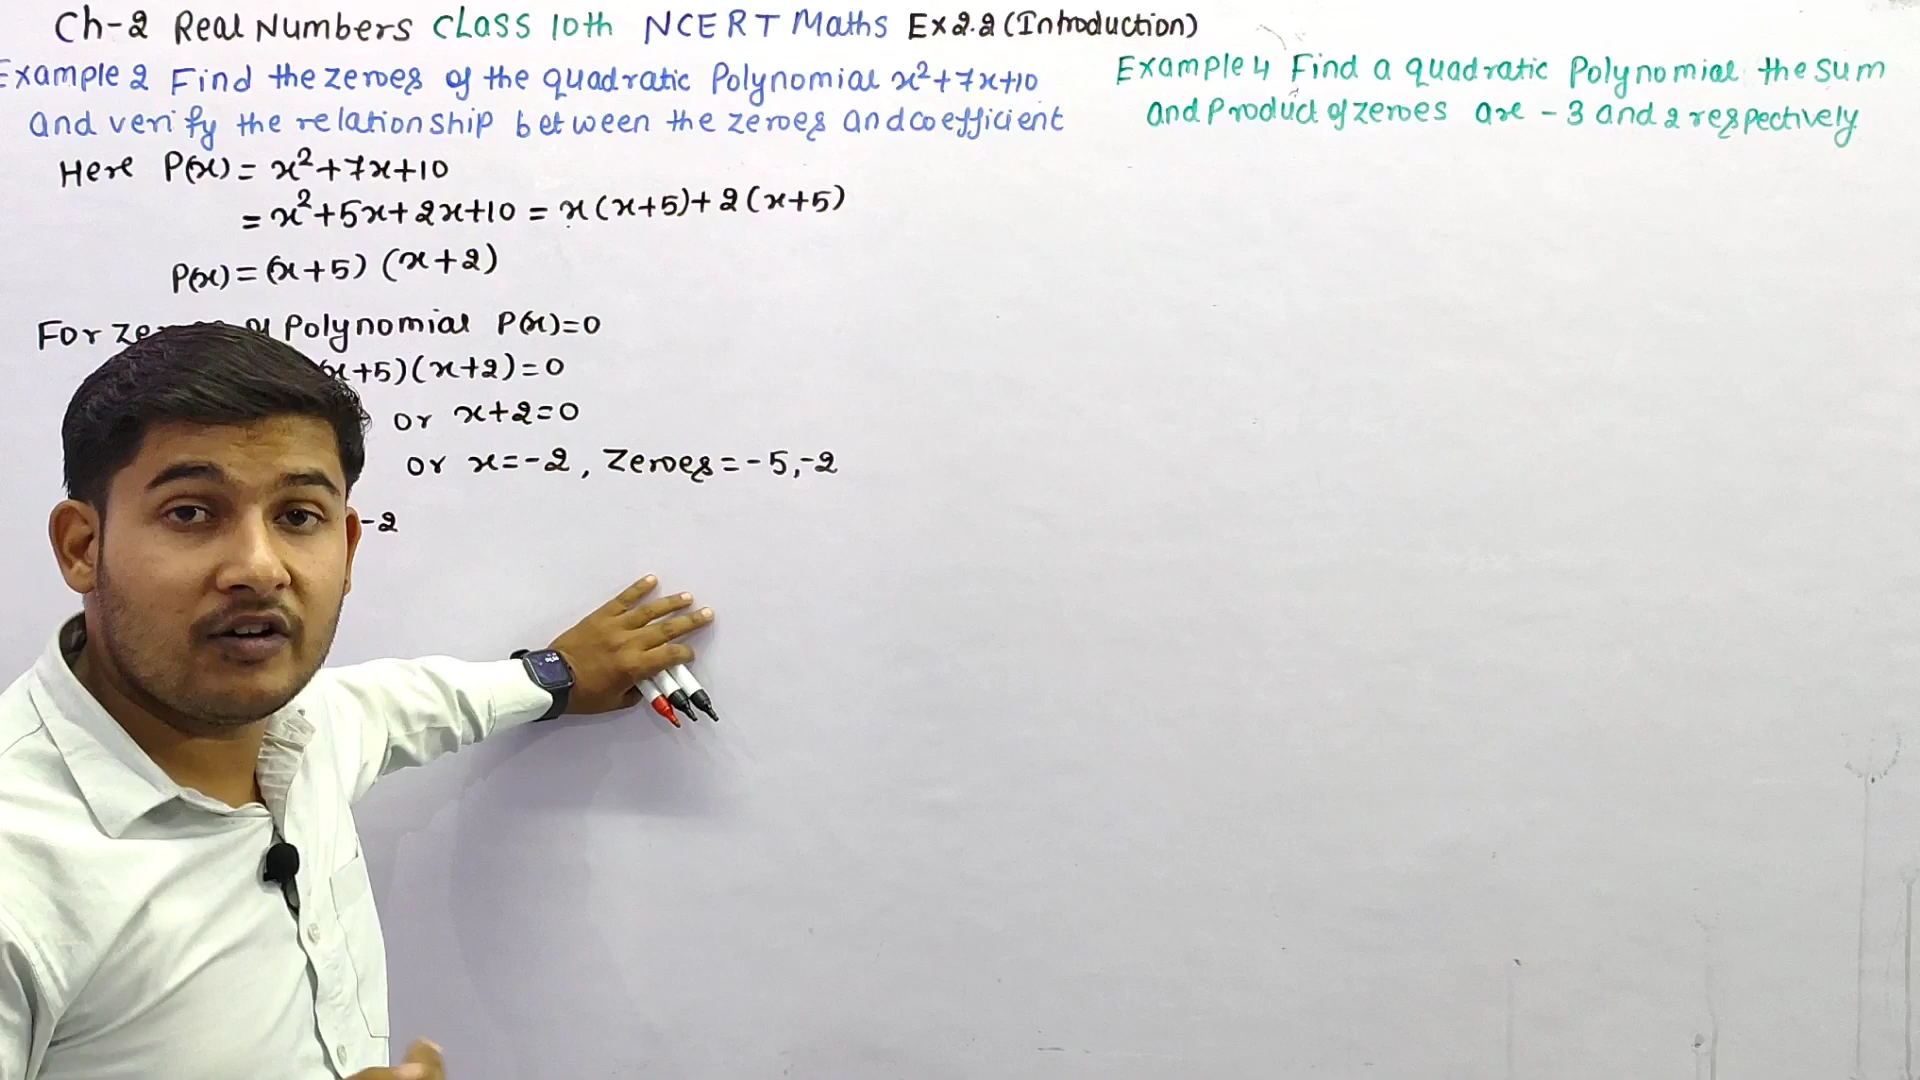 Ch-2 Real Numbers Class 10th NCERT Maths Ex 2.2 (Introduction)
Example 2 Find the zeroes of the quadratic Polynomial x²+7x+10
and verify the relationship between the zeroes and coefficient
Here P(x) = x²+7x+10
= x²+5x+2x+10 = x(x+5)+2(x+5)
P(x) = (x+5) (x+2)
For of Polynomial P(x)=0
(x+5)(x+2)=0
or x+2=0
or x=-2, Zeroes = -5,-2
-2
Example 4 Find a quadratic Polynomial the sum
and Product of zeroes are -3 and 2 respectively